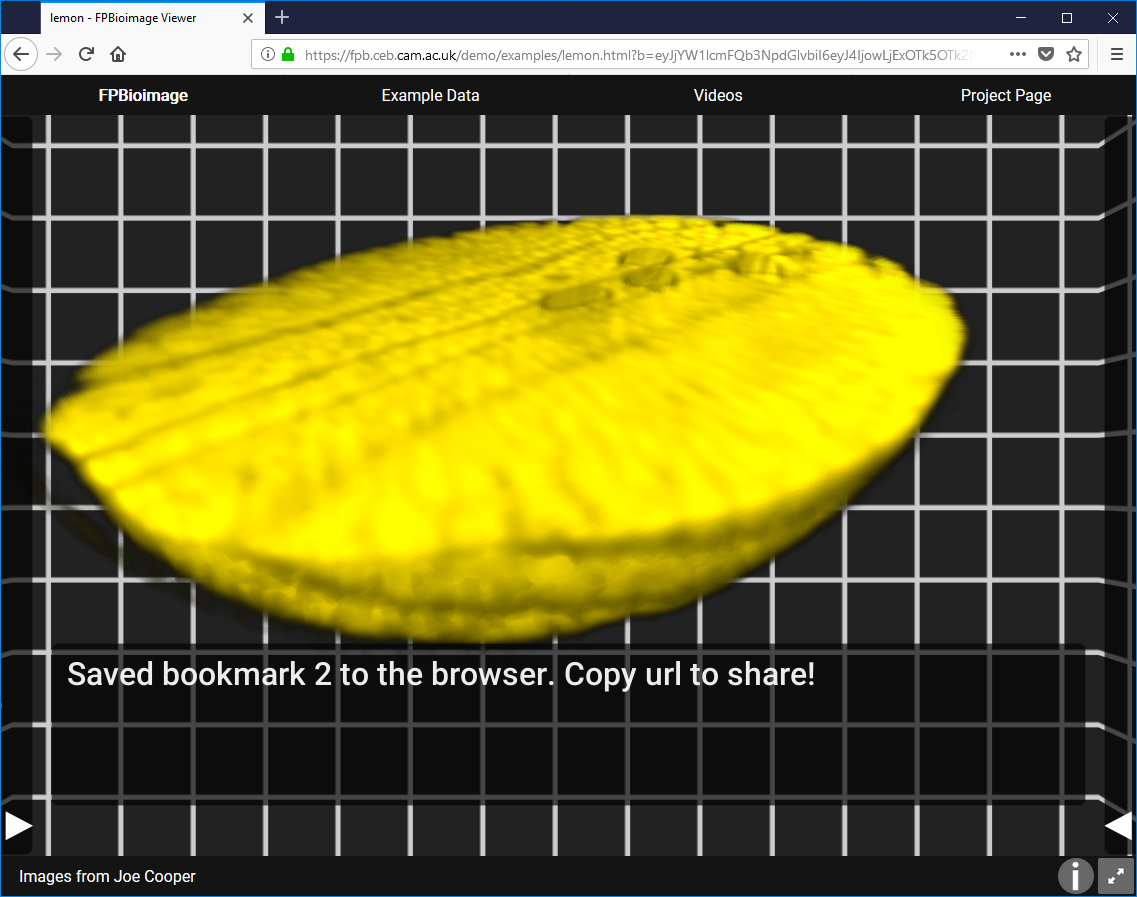 lemon - FPBioimage Viewer
https://fpb.ceb.cam.ac.uk/demo/examples/lemon.html?b=eyJjYW1lcmFQb3NpdGlvbiI6eyJ4IjowLjExOTk5OTk2
FPBioimage Example Data Videos Project Page
Saved bookmark 2 to the browser. Copy url to share!
Images from Joe Cooper